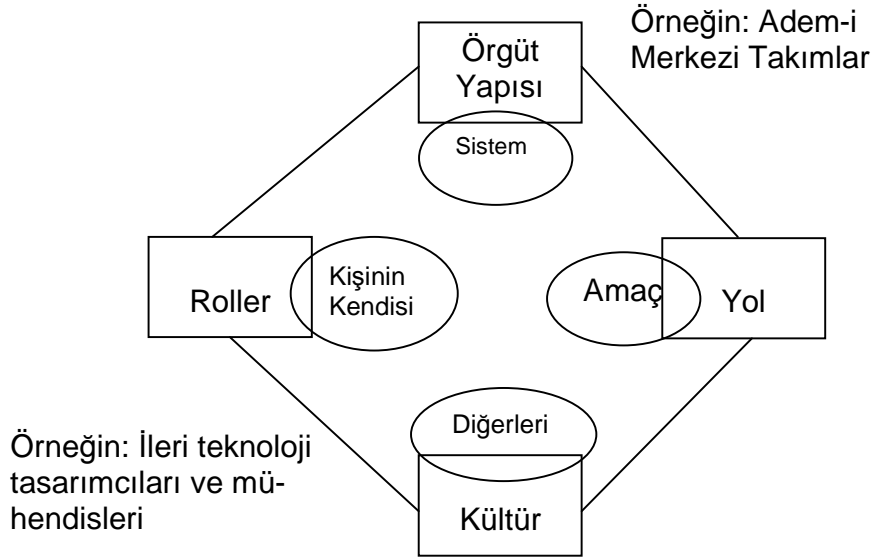 Örneğin: Adem-i
Merkezi Takımlar
Örgüt
Yapısı
Sistem
Roller
Kişinin
Kendisi
Amaç
Yol
Diğerleri
Kültür
Örneğin: İleri teknoloji
tasarımcıları ve mü-
hendisleri